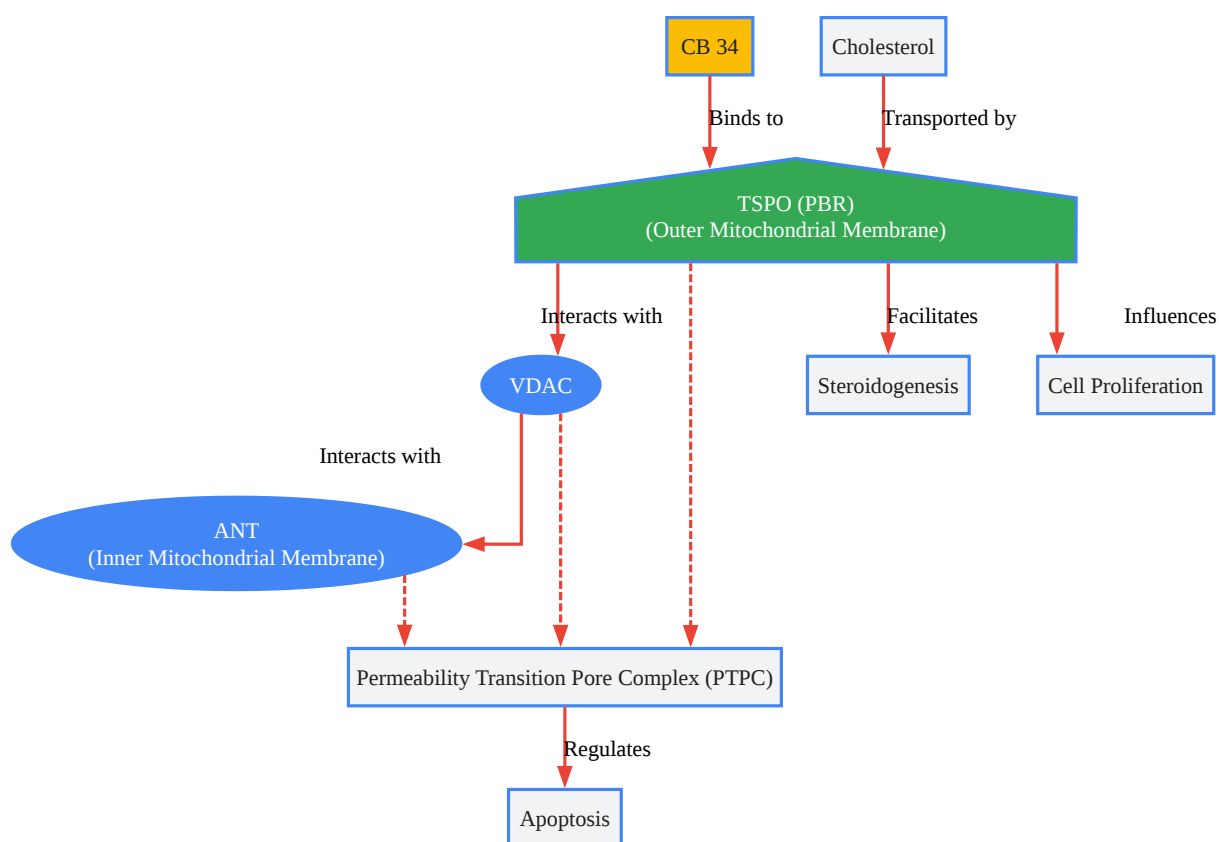 CB 34
Cholesterol
Binds to
Transported by
TSPO (PBR)
(Outer Mitochondrial Membrane)
Interacts with
Facilitates
Influences
VDAC
Steroidogenesis
Cell Proliferation
Interacts with
ANT
(Inner Mitochondrial Membrane)
Permeability Transition Pore Complex (PTPC)
Regulates
Apoptosis